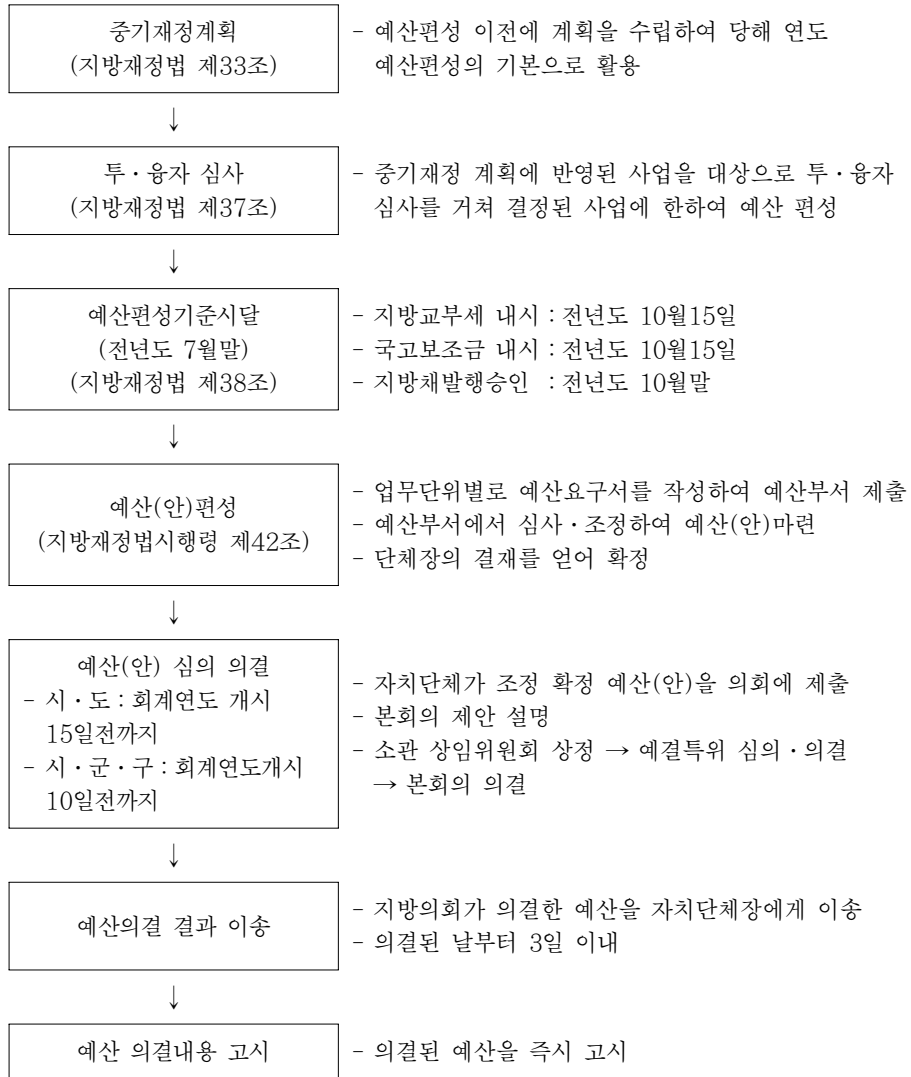 중기재정계획
(지방재정법 제33조)
- 예산편성 이전에 계획을 수립하여 당해 연도
예산편성의 기본으로 활용
↓
투·융자 심사
(지방재정법 제37조)
- 중기재정 계획에 반영된 사업을 대상으로 투·융자
심사를 거쳐 결정된 사업에 한하여 예산 편성
↓
예산편성기준시달
(전년도 7월말)
(지방재정법 제38조)
- 지방교부세 내시 : 전년도 10월15일
- 국고보조금 내시 : 전년도 10월15일
- 지방채발행승인 : 전년도 10월말
↓
예산(안)편성
(지방재정법시행령 제42조)
- 업무단위별로 예산요구서를 작성하여 예산부서 제출
- 예산부서에서 심사·조정하여 예산(안)마련
- 단체장의 결재를 얻어 확정
↓
예산(안) 심의 의결
- 시·도 : 회계연도 개시
15일전까지
- 시·군·구 : 회계연도개시
10일전까지
- 자치단체가 조정 확정 예산(안)을 의회에 제출
- 본회의 제안 설명
- 소관 상임위원회 상정 → 예결특위 심의·의결
→ 본회의 의결
↓
예산의결 결과 이송
- 지방의회가 의결한 예산을 자치단체장에게 이송
- 의결된 날부터 3일 이내
↓
예산 의결내용 고시
- 의결된 예산을 즉시 고시